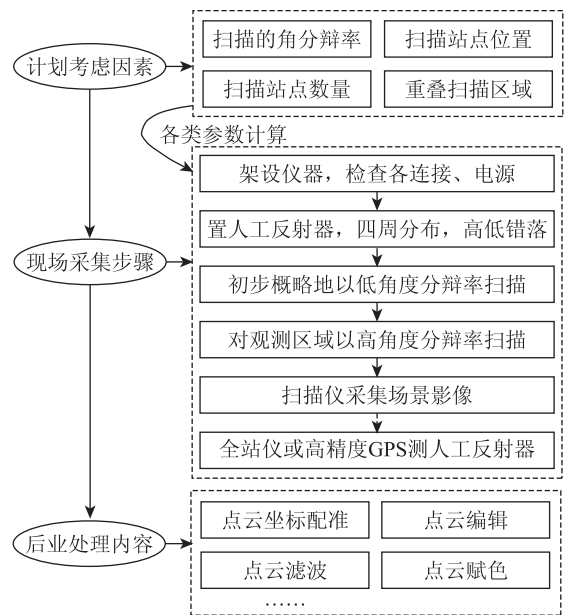 计划考虑因素
扫描的角分辩率
扫描站点位置
扫描站点数量
重叠扫描区域
各类参数计算
现场采集步骤
架设仪器，检查各连接、电源
置人工反射器，四周分布，高低错落
初步概略地以低角度分辩率扫描
对观测区域以高角度分辩率扫描
扫描仪采集场景影像
全站仪或高精度GPS测人工反射器
后业处理内容
点云坐标配准
点云编辑
点云滤波
点云赋色
……